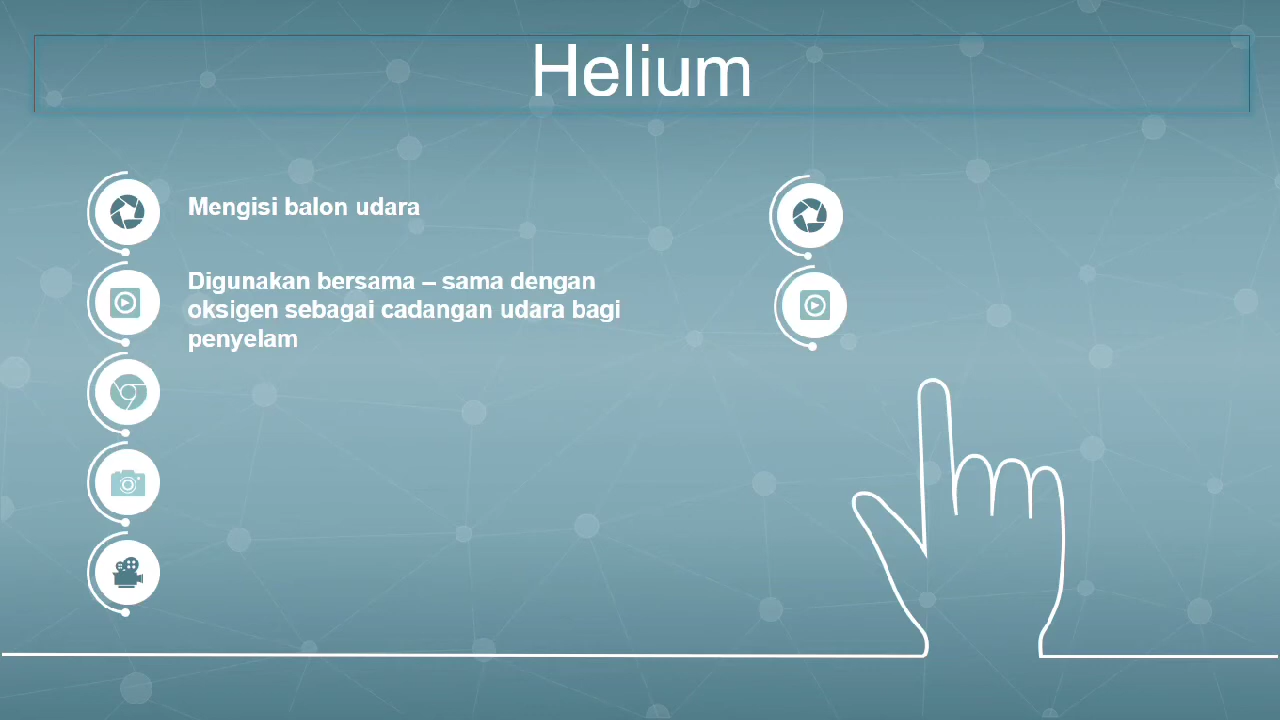 Helium
Mengisi balon udara
Digunakan bersama – sama dengan
oksigen sebagai cadangan udara bagi
penyelam